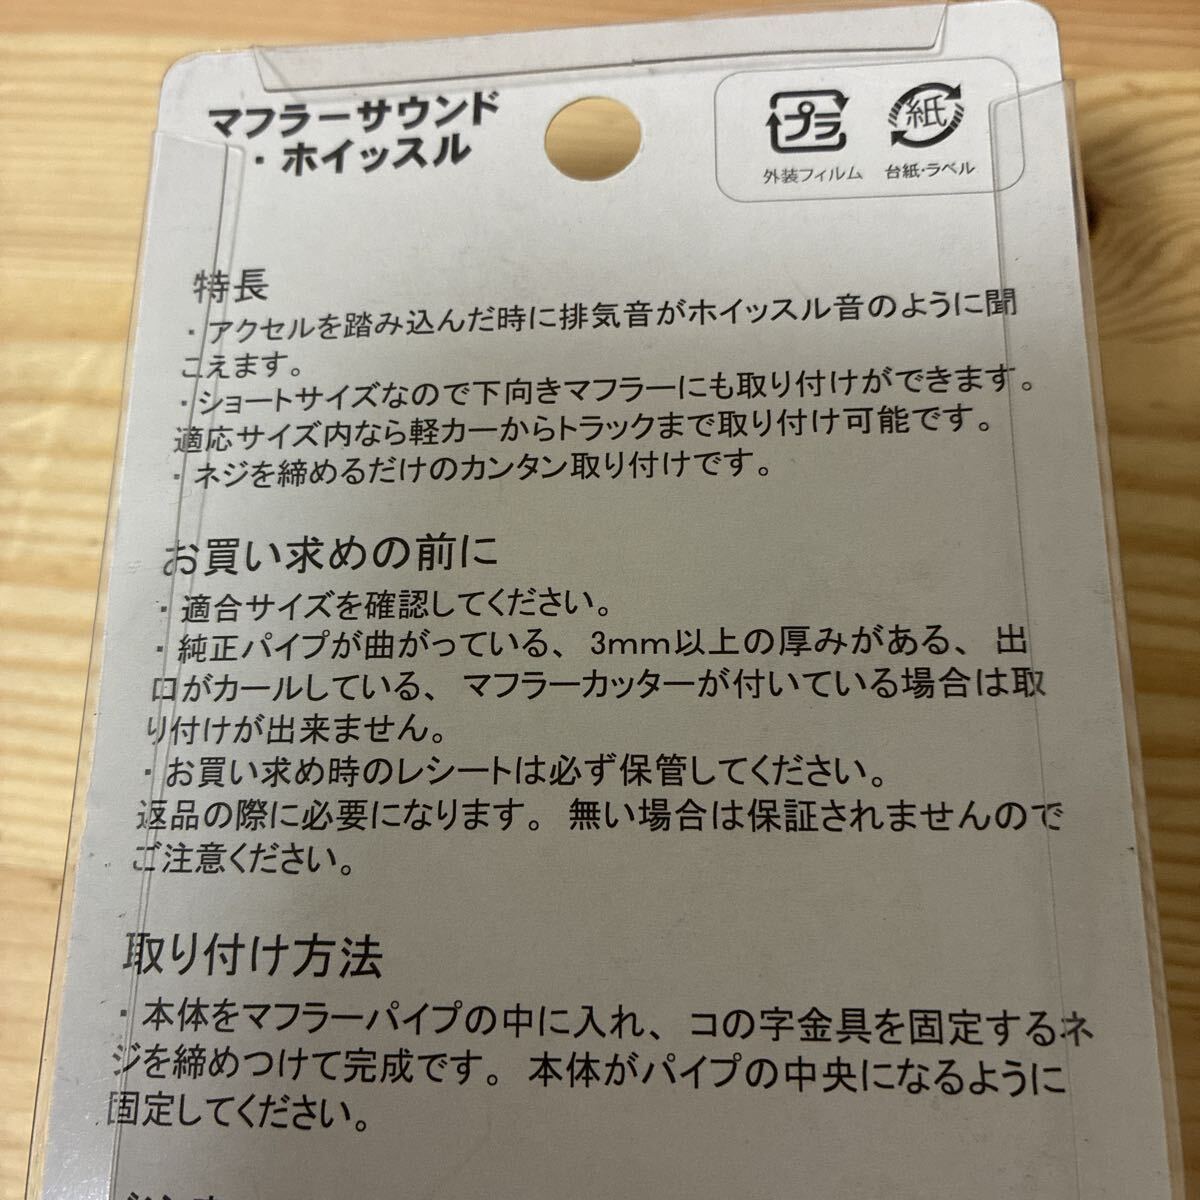 マフラーサウンド
・ホイッスル
プラ
紙
外装フィルム 台紙・ラベル
特長
・アクセルを踏み込んだ時に排気音がホイッスル音のように聞
こえます。
・ショートサイズなので下向きマフラーにも取り付けができます。
適応サイズ内なら軽カーからトラックまで取り付け可能です。
・ネジを締めるだけのカンタン取り付けです。
お買い求めの前に
・適合サイズを確認してください。
・純正パイプが曲がっている、3mm以上の厚みがある、出
口がカールしている、マフラーカッターが付いている場合は取
り付けが出来ません。
・お買い求め時のレシートは必ず保管してください。
返品の際に必要になります。無い場合は保証されませんので
ご注意ください。
取り付け方法
・本体をマフラーパイプの中に入れ、コの字金具を固定するネ
ジを締めつけて完成です。本体がパイプの中央になるように
固定してください。